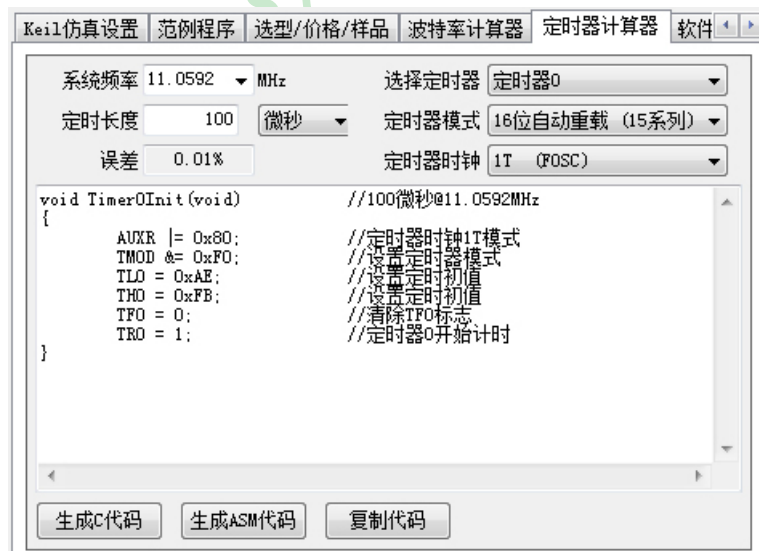 Keil仿真设置 范例程序 选型/价格/样品 波特率计算器 定时器计算器 软件
系统频率 11.0592 MHz 选择定时器 定时器0
定时长度 100 微秒 定时器模式 16位自动重载 (15系列)
误差 0.01% 定时器时钟 1T (FOSC)
void Timer0Init(void) //100微秒@11.0592MHz
{
AUXR |= 0x80; //定时器时钟1T模式
TMOD &= 0xF0; //设置定时器模式
TL0 = 0xAE; //设置定时初值
TH0 = 0xFB; //设置定时初值
TF0 = 0; //清除TF0标志
TR0 = 1; //定时器0开始计时
}
生成C代码 生成ASM代码 复制代码